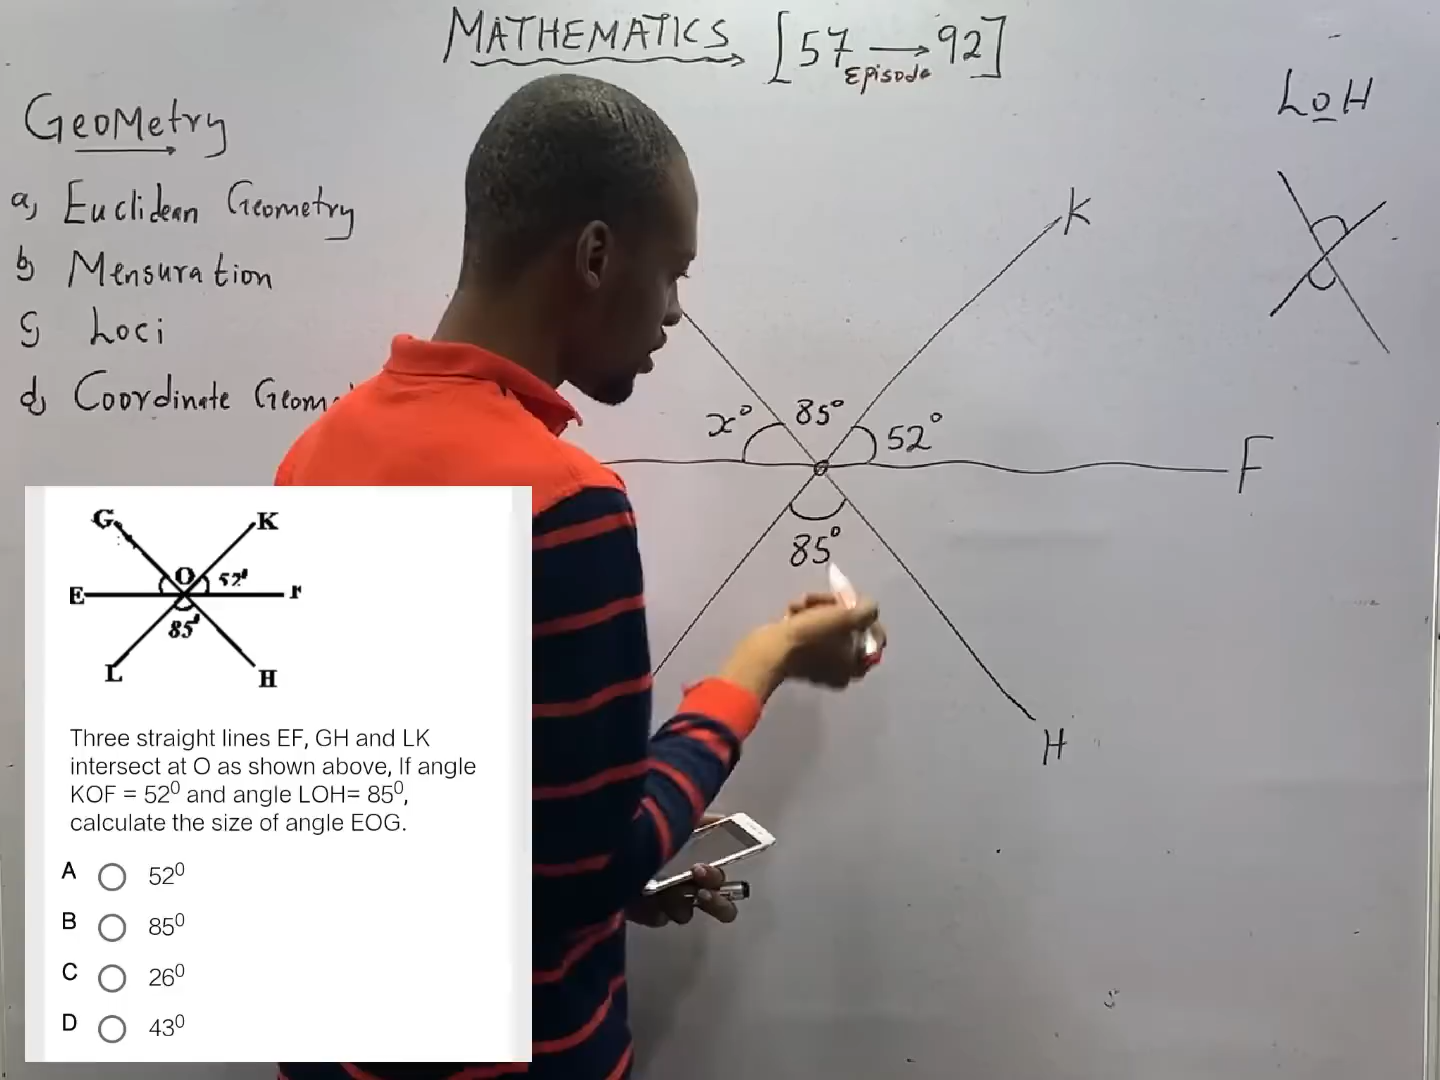 MATHEMATICS [57 → 92]
Episode
Geometry
a) Euclidean Geometry
b) Mensuration
c) Loci
d) Coordinate Geom
LOH
K
x° 85° 52°
F
85°
H
G K
O 52°
E F
85°
L H
Three straight lines EF, GH and LK
intersect at O as shown above, If angle
KOF = 52⁰ and angle LOH= 85⁰,
calculate the size of angle EOG.
A 52⁰
B 85⁰
C 26⁰
D 43⁰